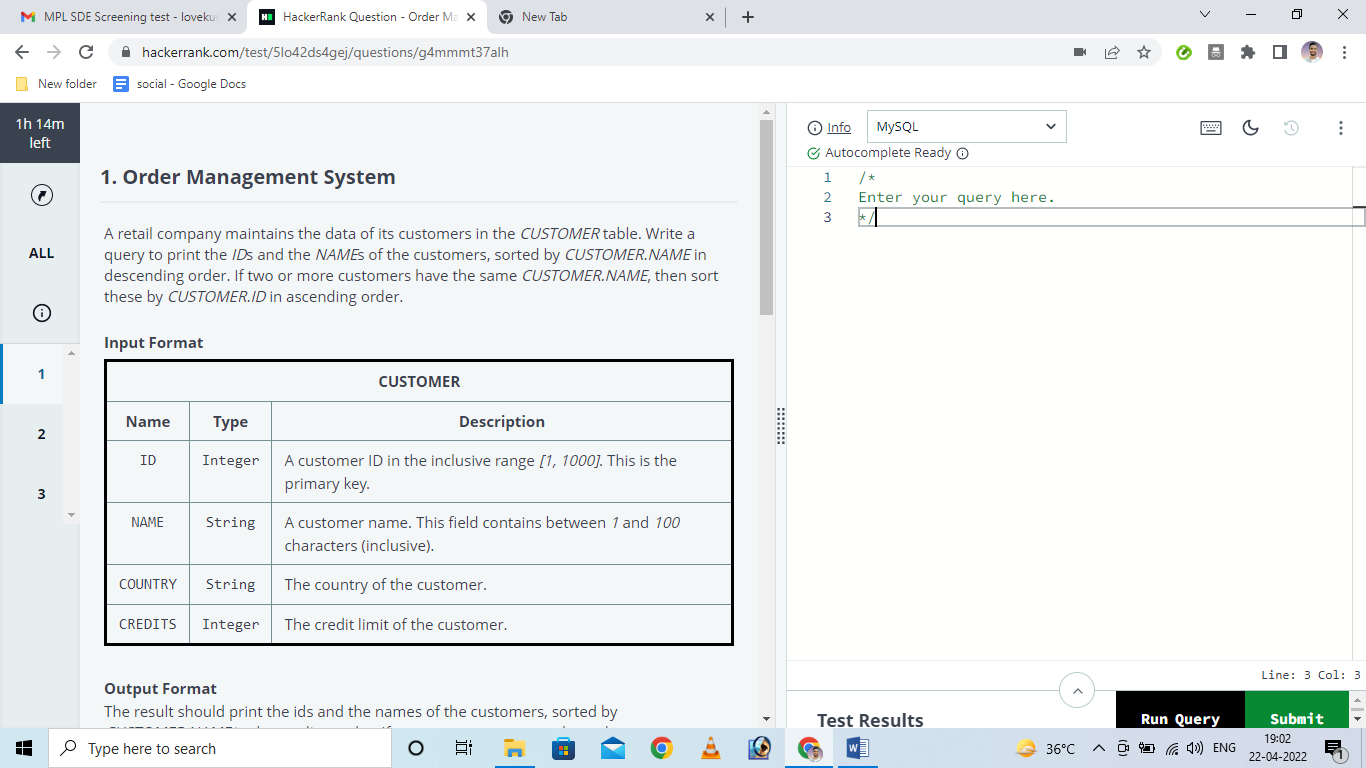 MPL SDE Screening test - lovekum
HackerRank Question - Order Ma
New Tab
hackerrank.com/test/5lo42ds4gej/questions/g4mmmt37alh
New folder
social - Google Docs
1h 14m
left
ALL
1
2
3
1. Order Management System
A retail company maintains the data of its customers in the CUSTOMER table. Write a
query to print the IDs and the NAMEs of the customers, sorted by CUSTOMER.NAME in
descending order. If two or more customers have the same CUSTOMER.NAME, then sort
these by CUSTOMER.ID in ascending order.
Input Format
CUSTOMER
Name Type Description
ID Integer A customer ID in the inclusive range [1, 1000]. This is the
primary key.
NAME String A customer name. This field contains between 1 and 100
characters (inclusive).
COUNTRY String The country of the customer.
CREDITS Integer The credit limit of the customer.
Output Format
The result should print the ids and the names of the customers, sorted by
Info
MySQL
Autocomplete Ready
1 /*
2 Enter your query here.
3 */
Line: 3 Col: 3
Test Results
Run Query
Submit
Type here to search
36°C
ENG
19:02
22-04-2022
1